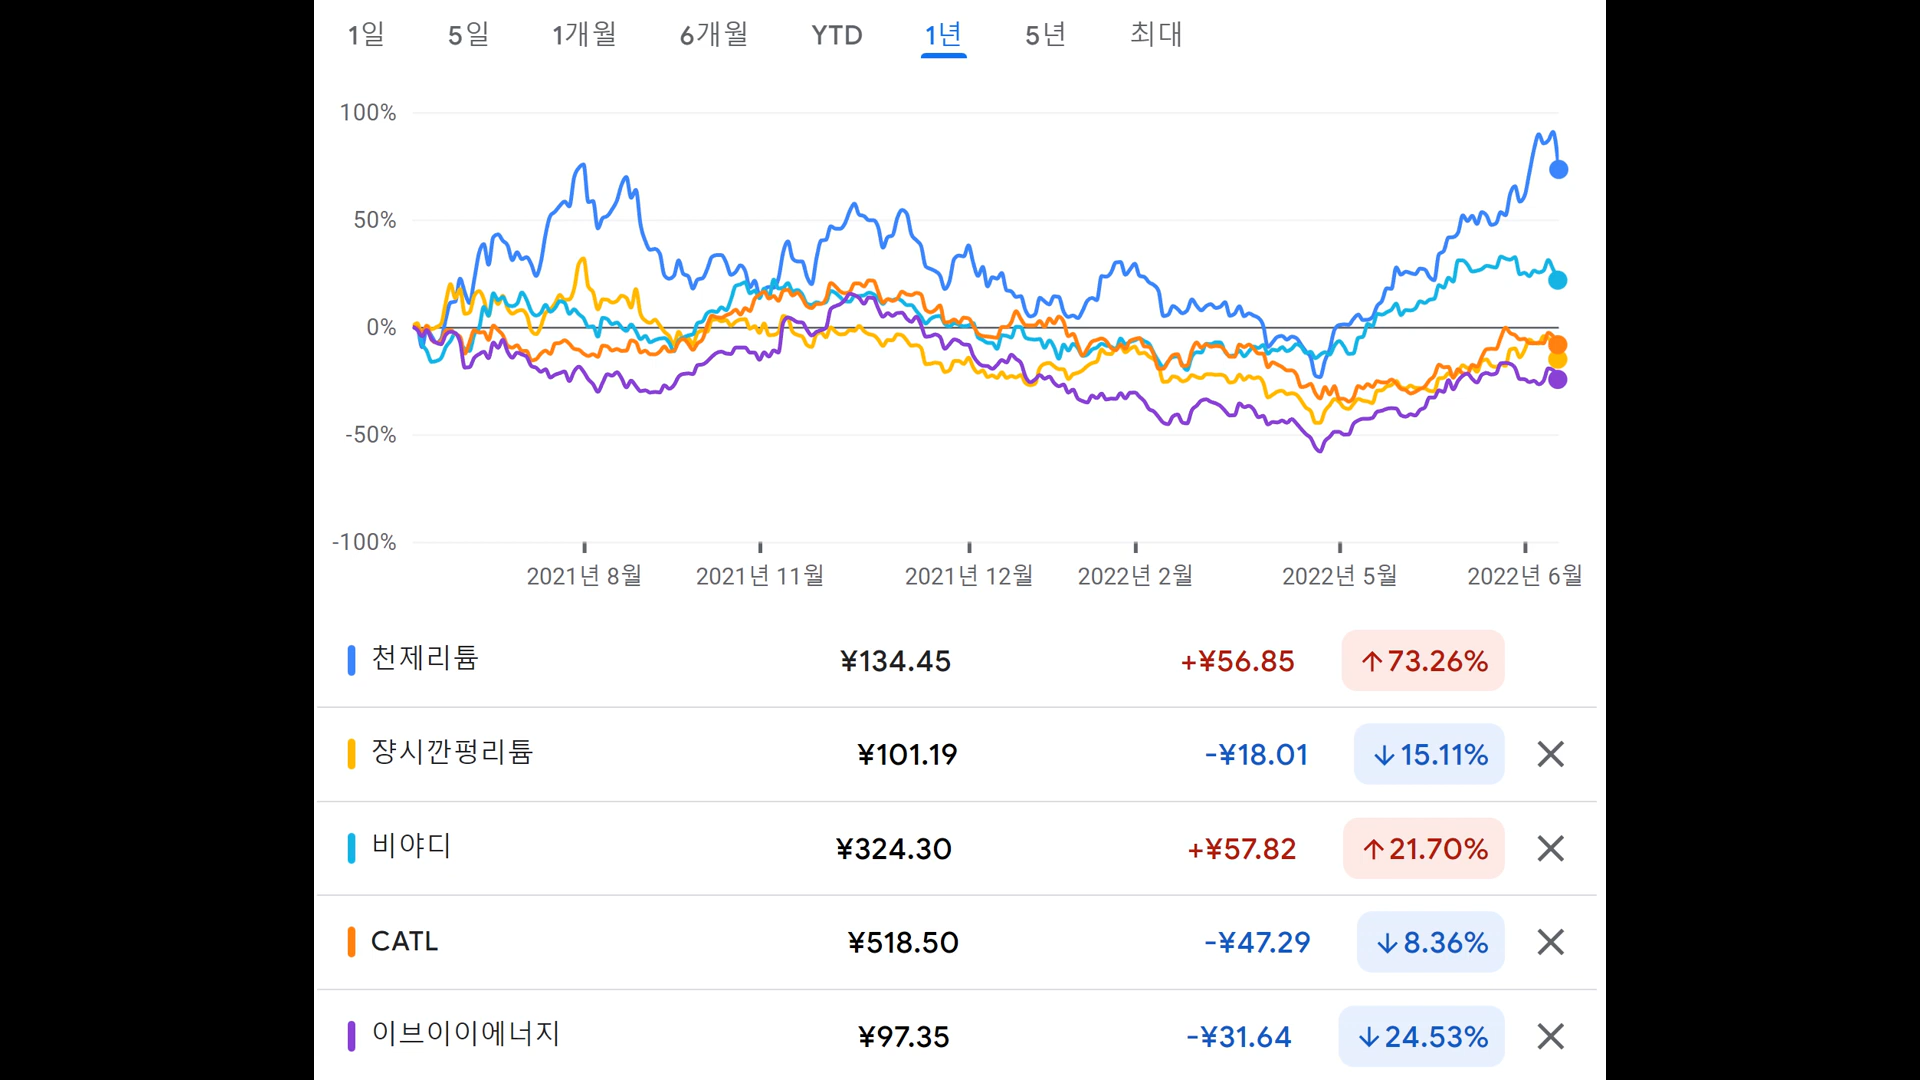 1일 5일 1개월 6개월 YTD 1년 5년 최대
100%
50%
0%
-50%
-100%
2021년 8월 2021년 11월 2021년 12월 2022년 2월 2022년 5월 2022년 6월
천제리튬 ¥134.45 +¥56.85 ↑73.26%
쟝시깐펑리튬 ¥101.19 -¥18.01 ↓15.11%
비야디 ¥324.30 +¥57.82 ↑21.70%
CATL ¥518.50 -¥47.29 ↓8.36%
이브이이에너지 ¥97.35 -¥31.64 ↓24.53%